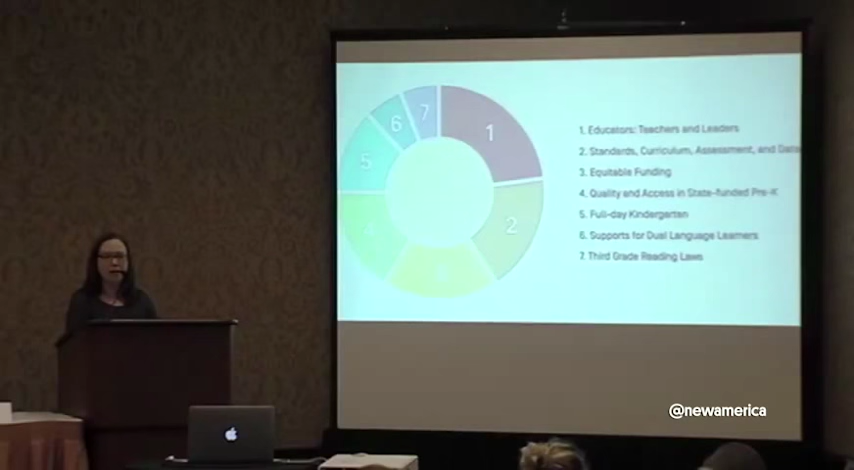 1
2
3
4
5
6
7
1. Educators: Teachers and Leaders
2. Standards, Curriculum, Assessment, and Data
3. Equitable Funding
4. Quality and Access in State-funded Pre-K
5. Full-day Kindergarten
6. Supports for Dual Language Learners
7. Third Grade Reading Laws
@newamerica